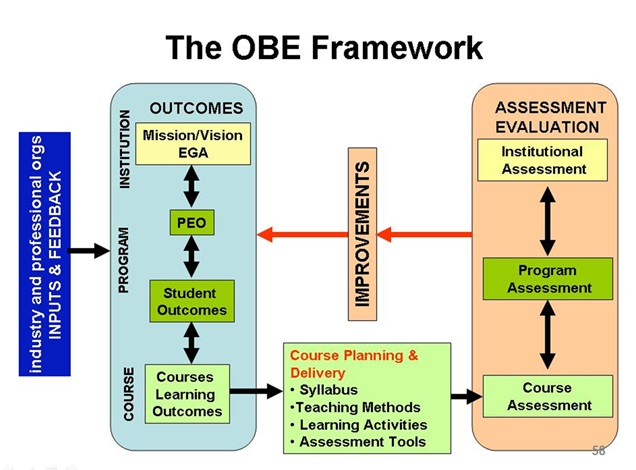 The OBE Framework
industry and professional orgs
INPUTS & FEEDBACK
OUTCOMES
INSTITUTION
Mission/Vision
EGA
PROGRAM
PEO
Student
Outcomes
COURSE
Courses
Learning
Outcomes
IMPROVEMENTS
Course Planning &
Delivery
• Syllabus
•Teaching Methods
• Learning Activities
• Assessment Tools
ASSESSMENT
EVALUATION
Institutional
Assessment
Program
Assessment
Course
Assessment
58